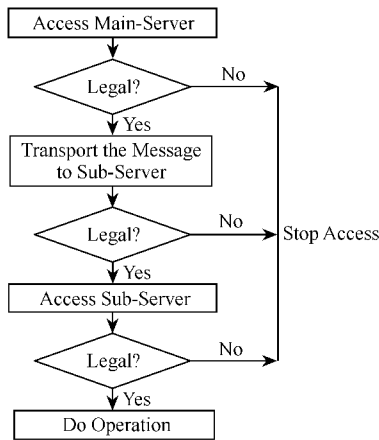 Access Main-Server
Legal?
No
Yes
Transport the Message
to Sub-Server
Legal?
No
Stop Access
Yes
Access Sub-Server
Legal?
No
Yes
Do Operation